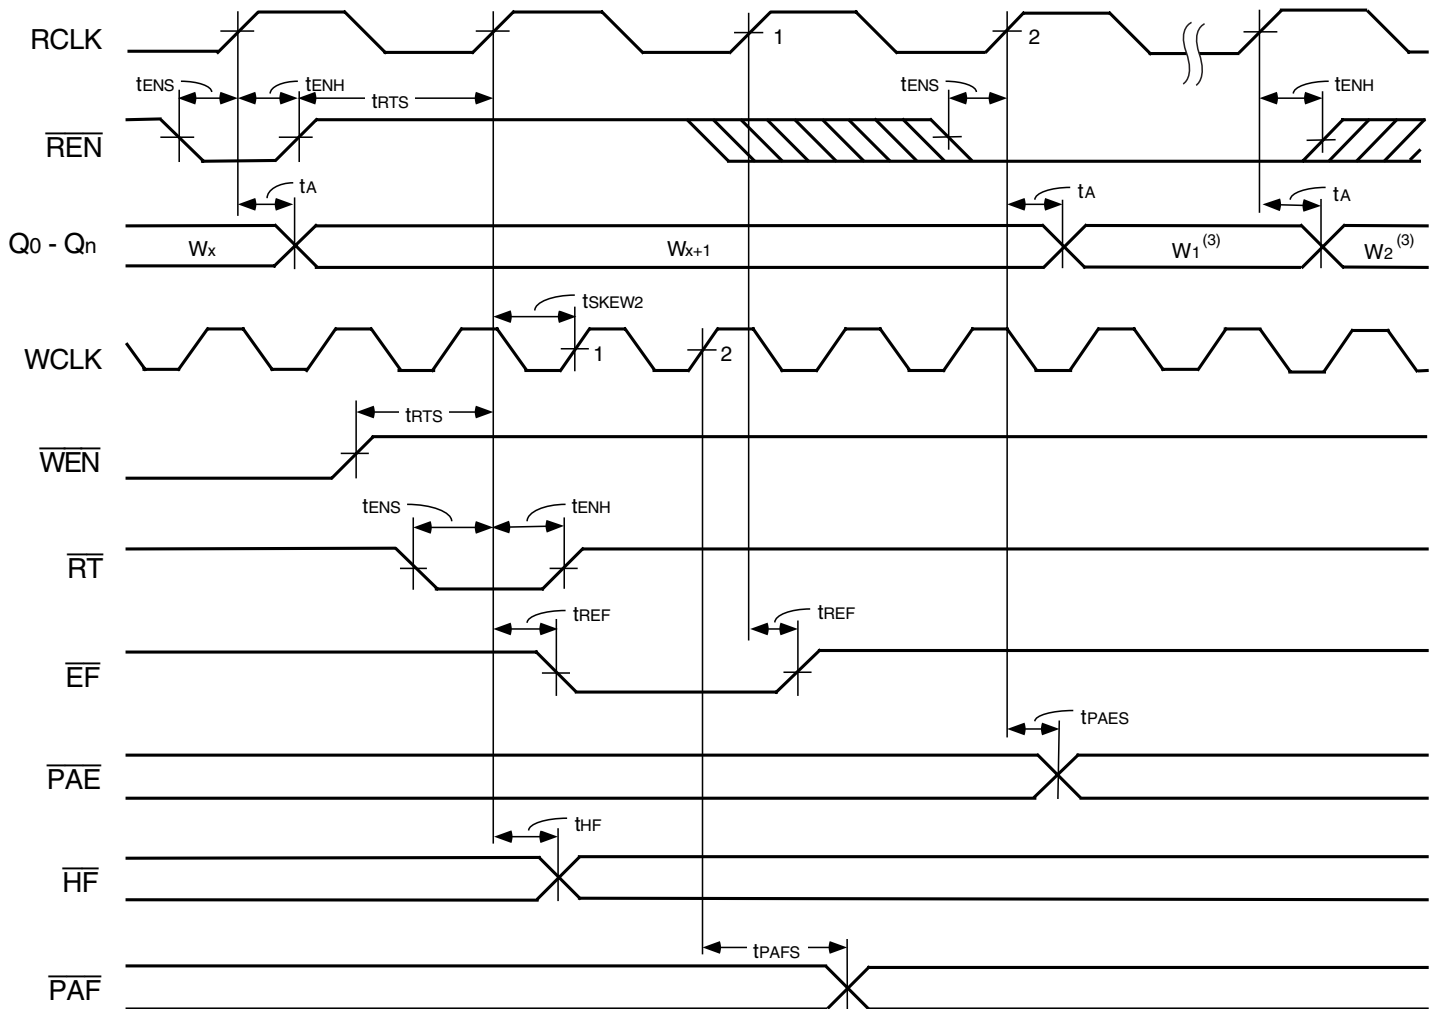 RCLK
1
2
tENS
tENH
tRTS
tENS
tENH
REN
tA
tA
tA
Q0 - Qn
Wx
Wx+1
W1(3)
W2(3)
tSKEW2
WCLK
1
2
tRTS
WEN
tENS
tENH
RT
tREF
tREF
EF
tPAES
PAE
tHF
HF
tPAFS
PAF